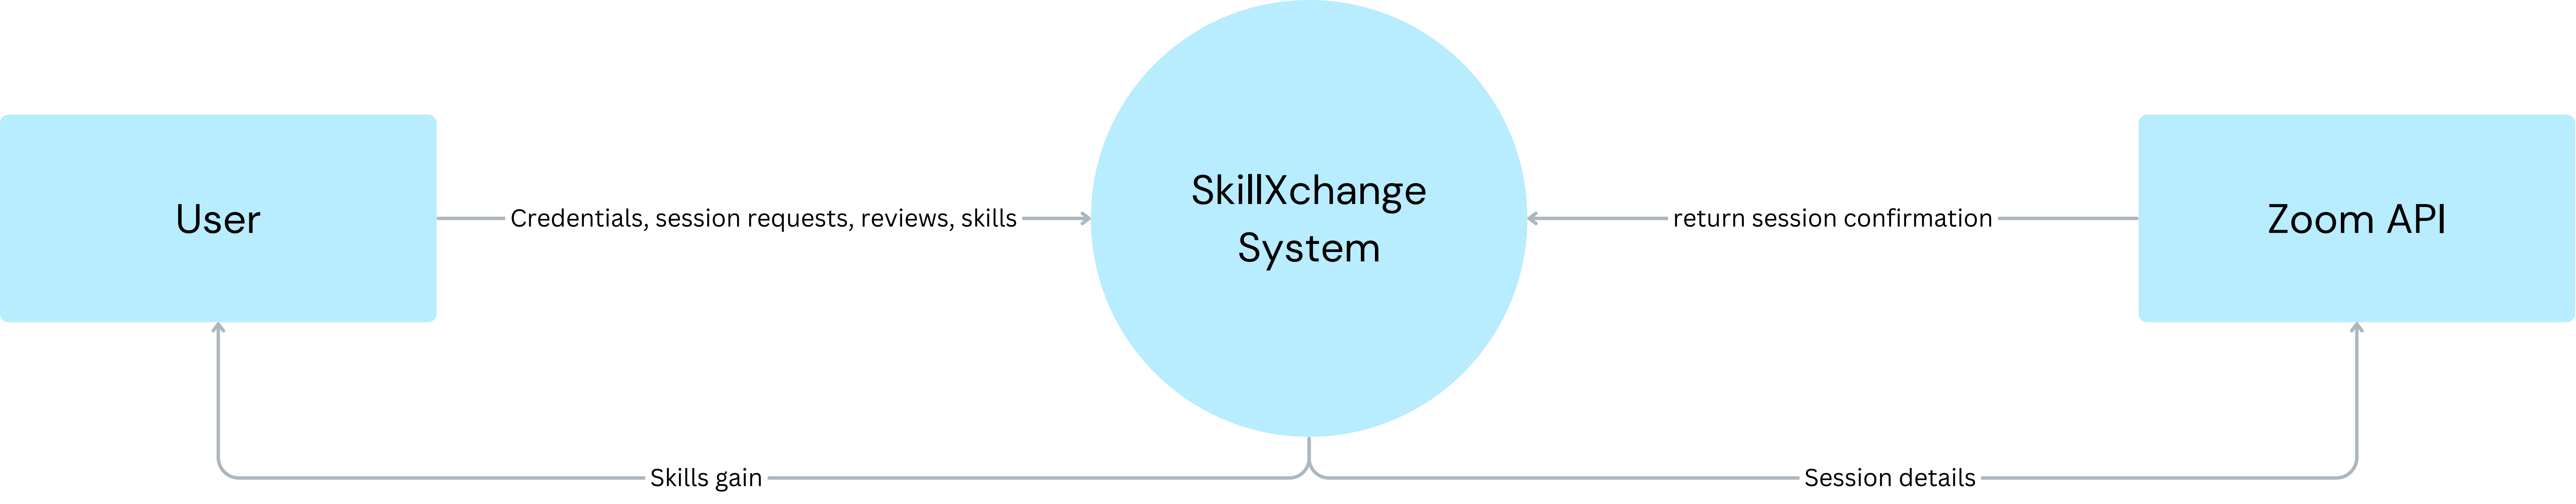 SkillXchange
System
User
Credentials, session requests, reviews, skills
return session confirmation
Zoom API
Skills gain
Session details